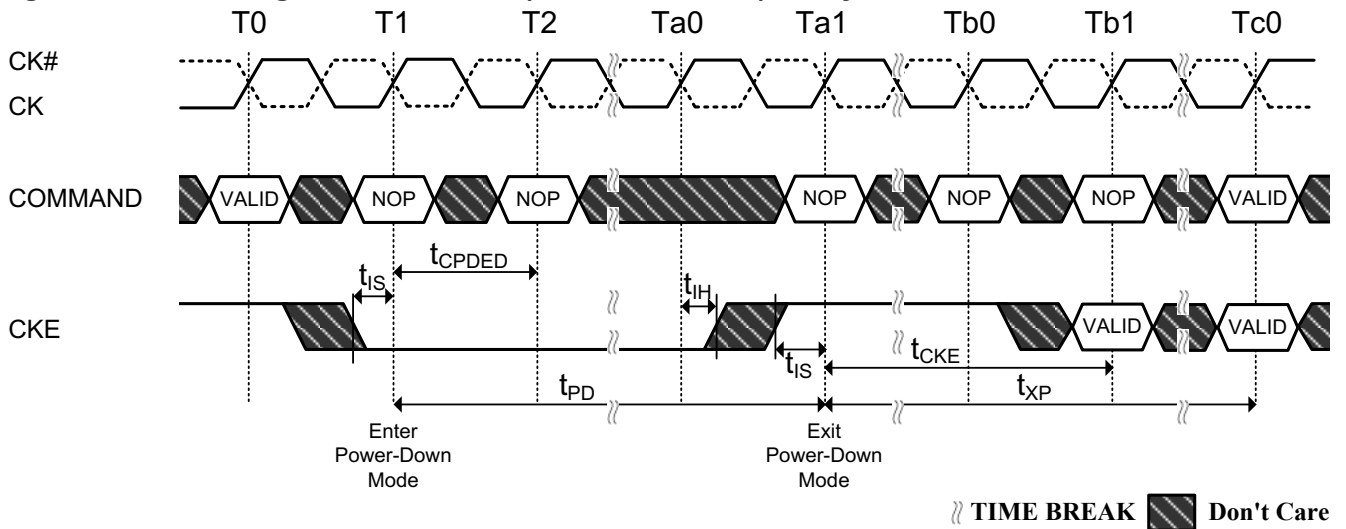 T0 T1 T2 Ta0 Ta1 Tb0 Tb1 Tc0
CK#
CK
COMMAND VALID NOP NOP NOP NOP NOP VALID
tIS tCPDED tIH
CKE VALID VALID
tIS tCKE
tPD tXP
Enter Power-Down Mode
Exit Power-Down Mode
TIME BREAK Don't Care